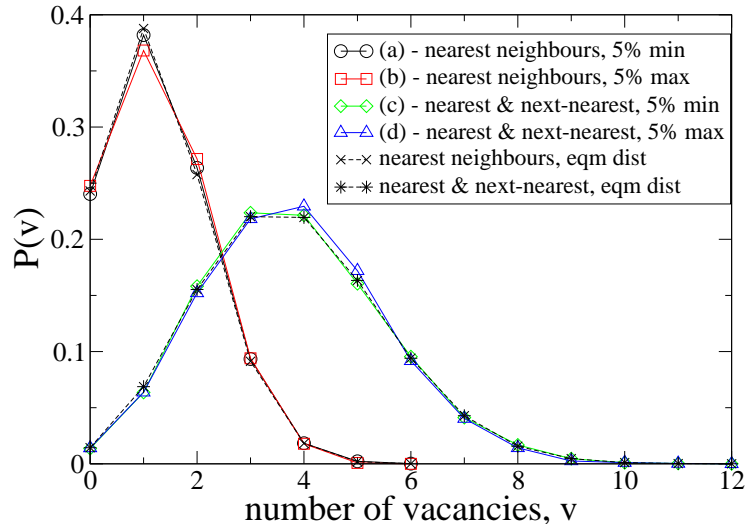 0.4
0.3
0.2
0.1
0
P(v)
(a) - nearest neighbours, 5% min
(b) - nearest neighbours, 5% max
(c) - nearest & next-nearest, 5% min
(d) - nearest & next-nearest, 5% max
nearest neighbours, eqm dist
nearest & next-nearest, eqm dist
0 2 4 6 8 10 12
number of vacancies, v